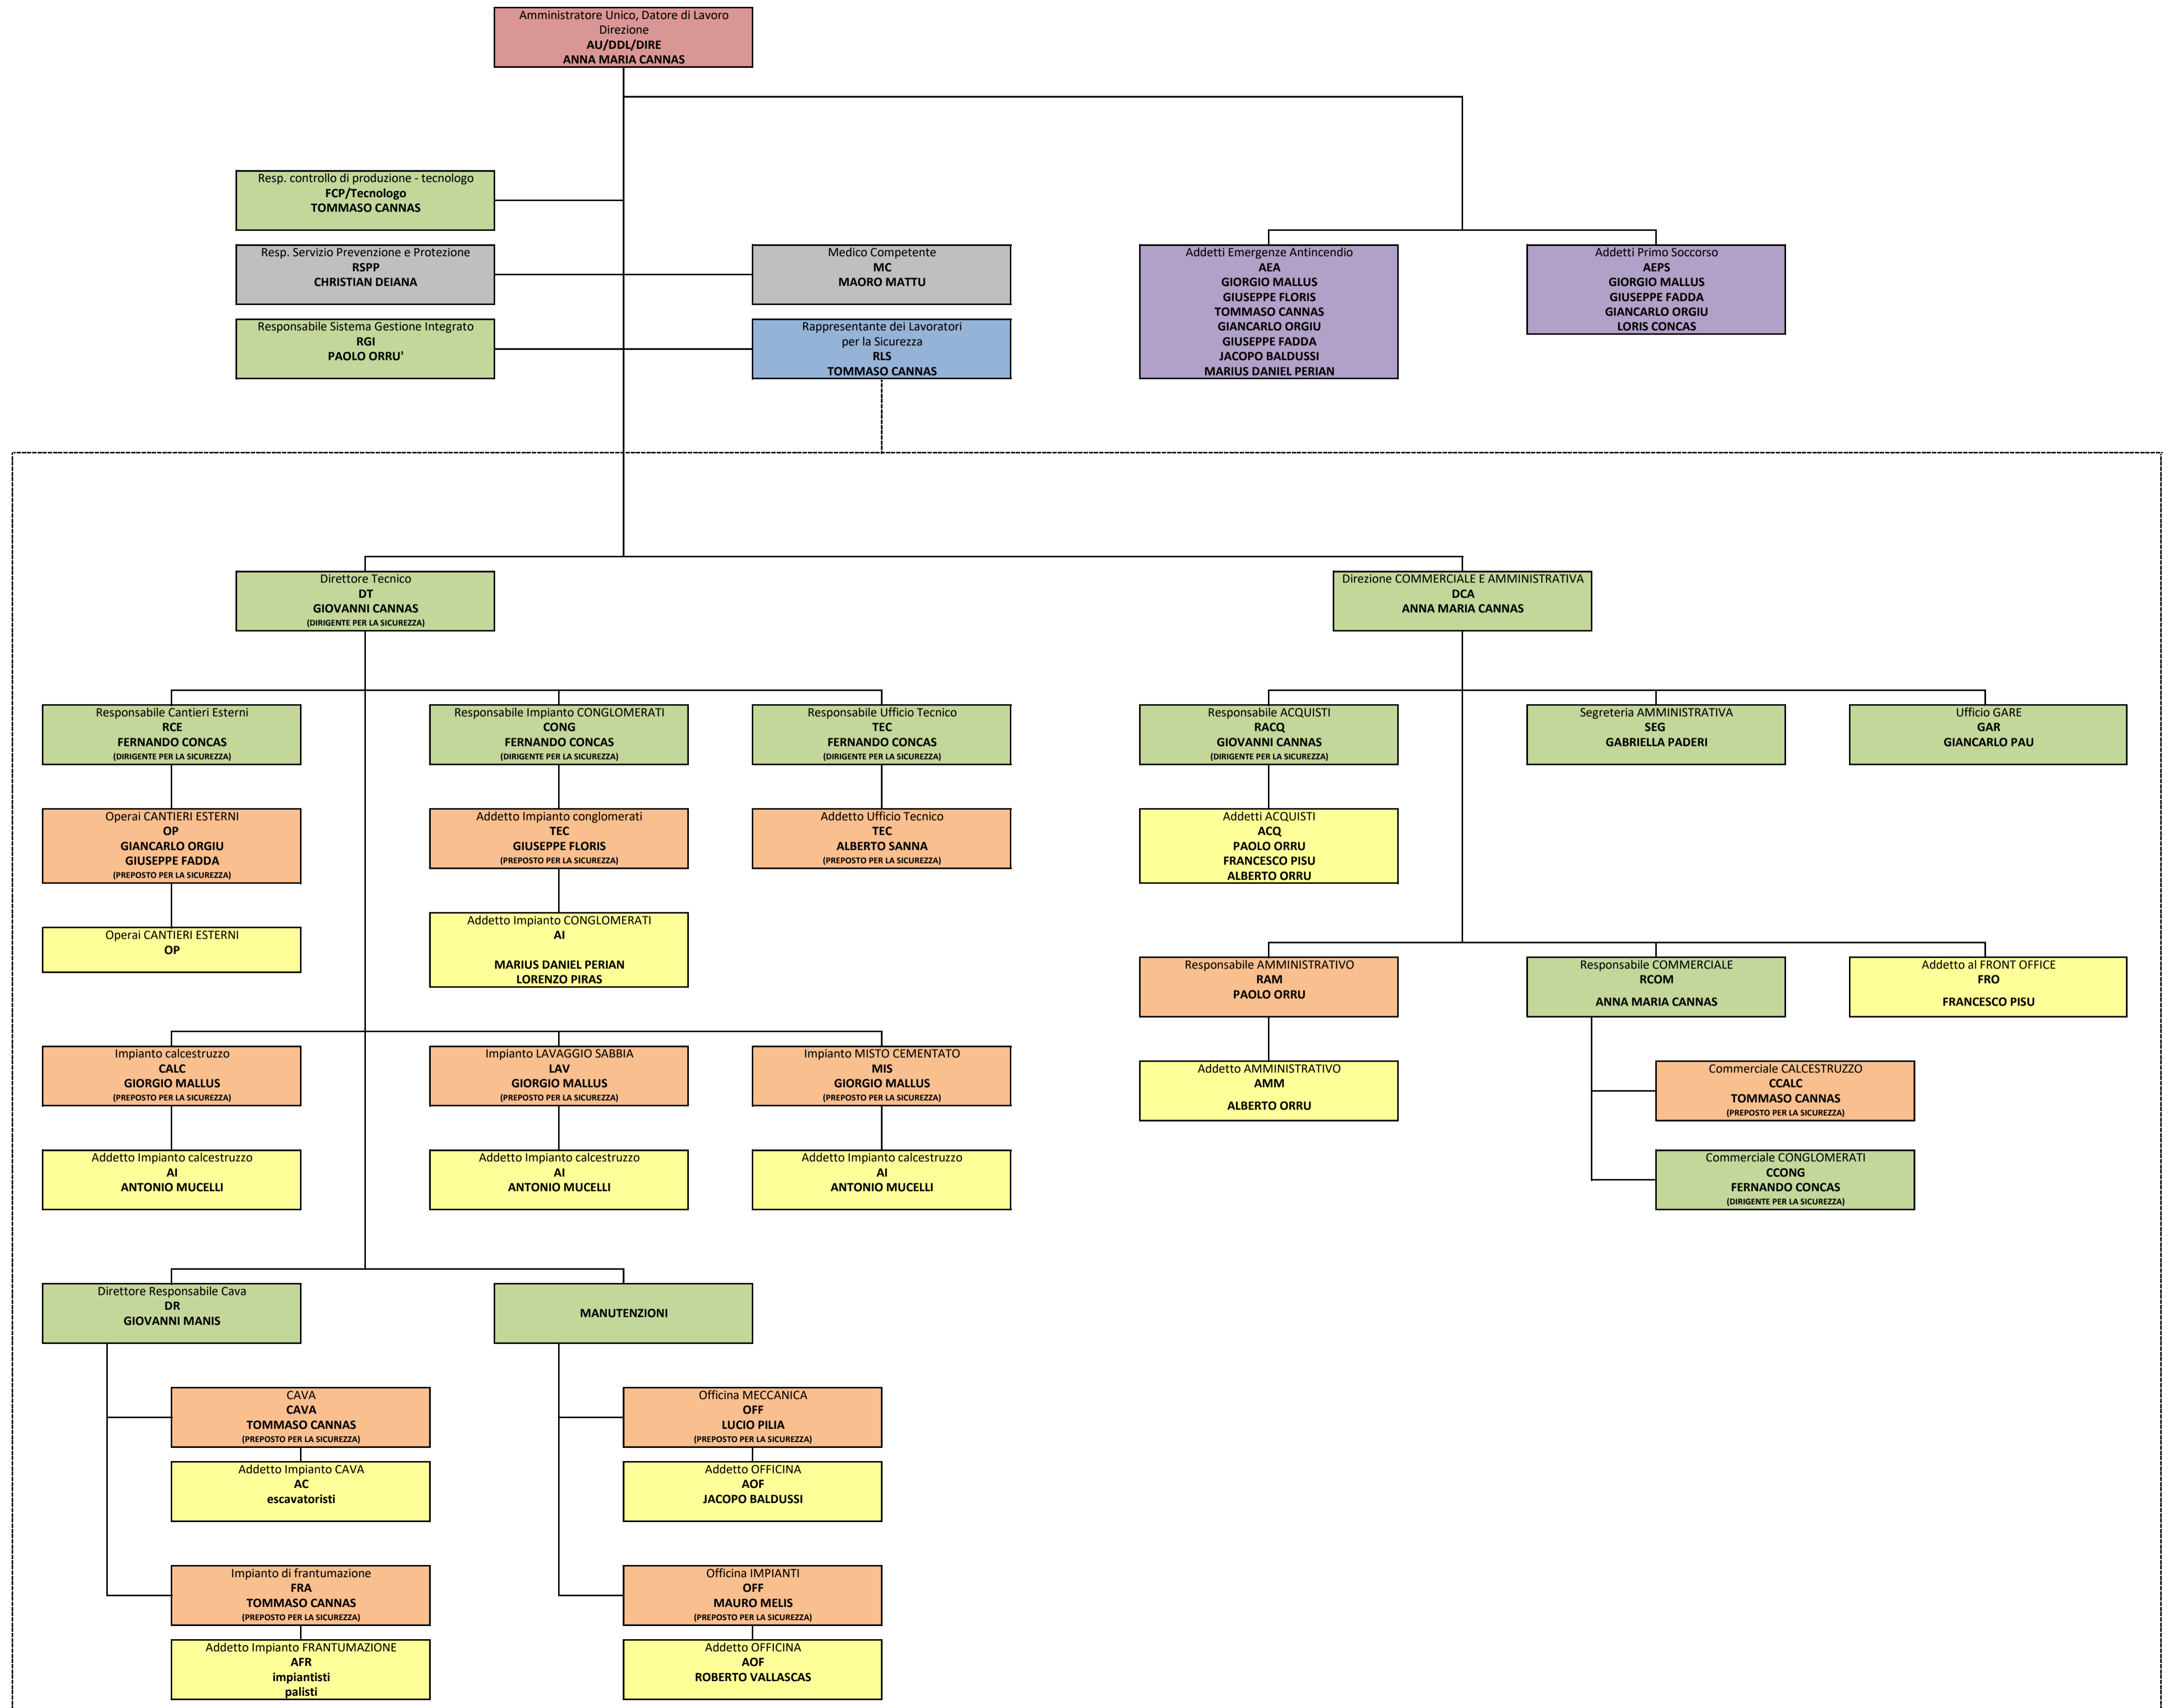 Amministratore Unico, Datore di Lavoro
Direzione
AU/DDL/DIRE
ANNA MARIA CANNAS
Resp. controllo di produzione - tecnologo
FCP/Tecnologo
TOMMASO CANNAS
Resp. Servizio Prevenzione e Protezione
RSPP
CHRISTIAN DEIANA
Medico Competente
MC
MAORO MATTU
Addetti Emergenze Antincendio
AEA
GIORGIO MALLUS
GIUSEPPE FLORIS
TOMMASO CANNAS
GIANCARLO ORGIU
GIUSEPPE FADDA
JACOPO BALDUSSI
MARIUS DANIEL PERIAN
Addetti Primo Soccorso
AEPS
GIORGIO MALLUS
GIUSEPPE FADDA
GIANCARLO ORGIU
LORIS CONCAS
Responsabile Sistema Gestione Integrato
RGI
PAOLO ORRU'
Rappresentante dei Lavoratori
per la Sicurezza
RLS
TOMMASO CANNAS
Direttore Tecnico
DT
GIOVANNI CANNAS
(DIRIGENTE PER LA SICUREZZA)
Direzione COMMERCIALE E AMMINISTRATIVA
DCA
ANNA MARIA CANNAS
Responsabile Cantieri Esterni
RCE
FERNANDO CONCAS
(DIRIGENTE PER LA SICUREZZA)
Responsabile Impianto CONGLOMERATI
CONG
FERNANDO CONCAS
(DIRIGENTE PER LA SICUREZZA)
Responsabile Ufficio Tecnico
TEC
FERNANDO CONCAS
(DIRIGENTE PER LA SICUREZZA)
Responsabile ACQUISTI
RACQ
GIOVANNI CANNAS
(DIRIGENTE PER LA SICUREZZA)
Segreteria AMMINISTRATIVA
SEG
GABRIELLA PADERI
Ufficio GARE
GAR
GIANCARLO PAU
Operai CANTIERI ESTERNI
OP
GIANCARLO ORGIU
GIUSEPPE FADDA
(PREPOSTO PER LA SICUREZZA)
Addetto Impianto conglomerati
TEC
GIUSEPPE FLORIS
(PREPOSTO PER LA SICUREZZA)
Addetto Ufficio Tecnico
TEC
ALBERTO SANNA
(PREPOSTO PER LA SICUREZZA)
Addetti ACQUISTI
ACQ
PAOLO ORRU
FRANCESCO PISU
ALBERTO ORRU
Operai CANTIERI ESTERNI
OP
Addetto Impianto CONGLOMERATI
AI
MARIUS DANIEL PERIAN
LORENZO PIRAS
Responsabile AMMINISTRATIVO
RAM
PAOLO ORRU
Responsabile COMMERCIALE
RCOM
ANNA MARIA CANNAS
Addetto al FRONT OFFICE
FRO
FRANCESCO PISU
Impianto calcestruzzo
CALC
GIORGIO MALLUS
(PREPOSTO PER LA SICUREZZA)
Impianto LAVAGGIO SABBIA
LAV
GIORGIO MALLUS
(PREPOSTO PER LA SICUREZZA)
Impianto MISTO CEMENTATO
MIS
GIORGIO MALLUS
(PREPOSTO PER LA SICUREZZA)
Addetto AMMINISTRATIVO
AMM
ALBERTO ORRU
Commerciale CALCESTRUZZO
CCALC
TOMMASO CANNAS
(PREPOSTO PER LA SICUREZZA)
Addetto Impianto calcestruzzo
AI
ANTONIO MUCELLI
Addetto Impianto calcestruzzo
AI
ANTONIO MUCELLI
Addetto Impianto calcestruzzo
AI
ANTONIO MUCELLI
Commerciale CONGLOMERATI
CCONG
FERNANDO CONCAS
(DIRIGENTE PER LA SICUREZZA)
Direttore Responsabile Cava
DR
GIOVANNI MANIS
MANUTENZIONI
CAVA
CAVA
TOMMASO CANNAS
(PREPOSTO PER LA SICUREZZA)
Officina MECCANICA
OFF
LUCIO PILIA
(PREPOSTO PER LA SICUREZZA)
Addetto Impianto CAVA
AC
escavatoristi
Addetto OFFICINA
AOF
JACOPO BALDUSSI
Impianto di frantumazione
FRA
TOMMASO CANNAS
(PREPOSTO PER LA SICUREZZA)
Officina IMPIANTI
OFF
MAURO MELIS
(PREPOSTO PER LA SICUREZZA)
Addetto Impianto FRANTUMAZIONE
AFR
impiantisti
palisti
Addetto OFFICINA
AOF
ROBERTO VALLASCAS